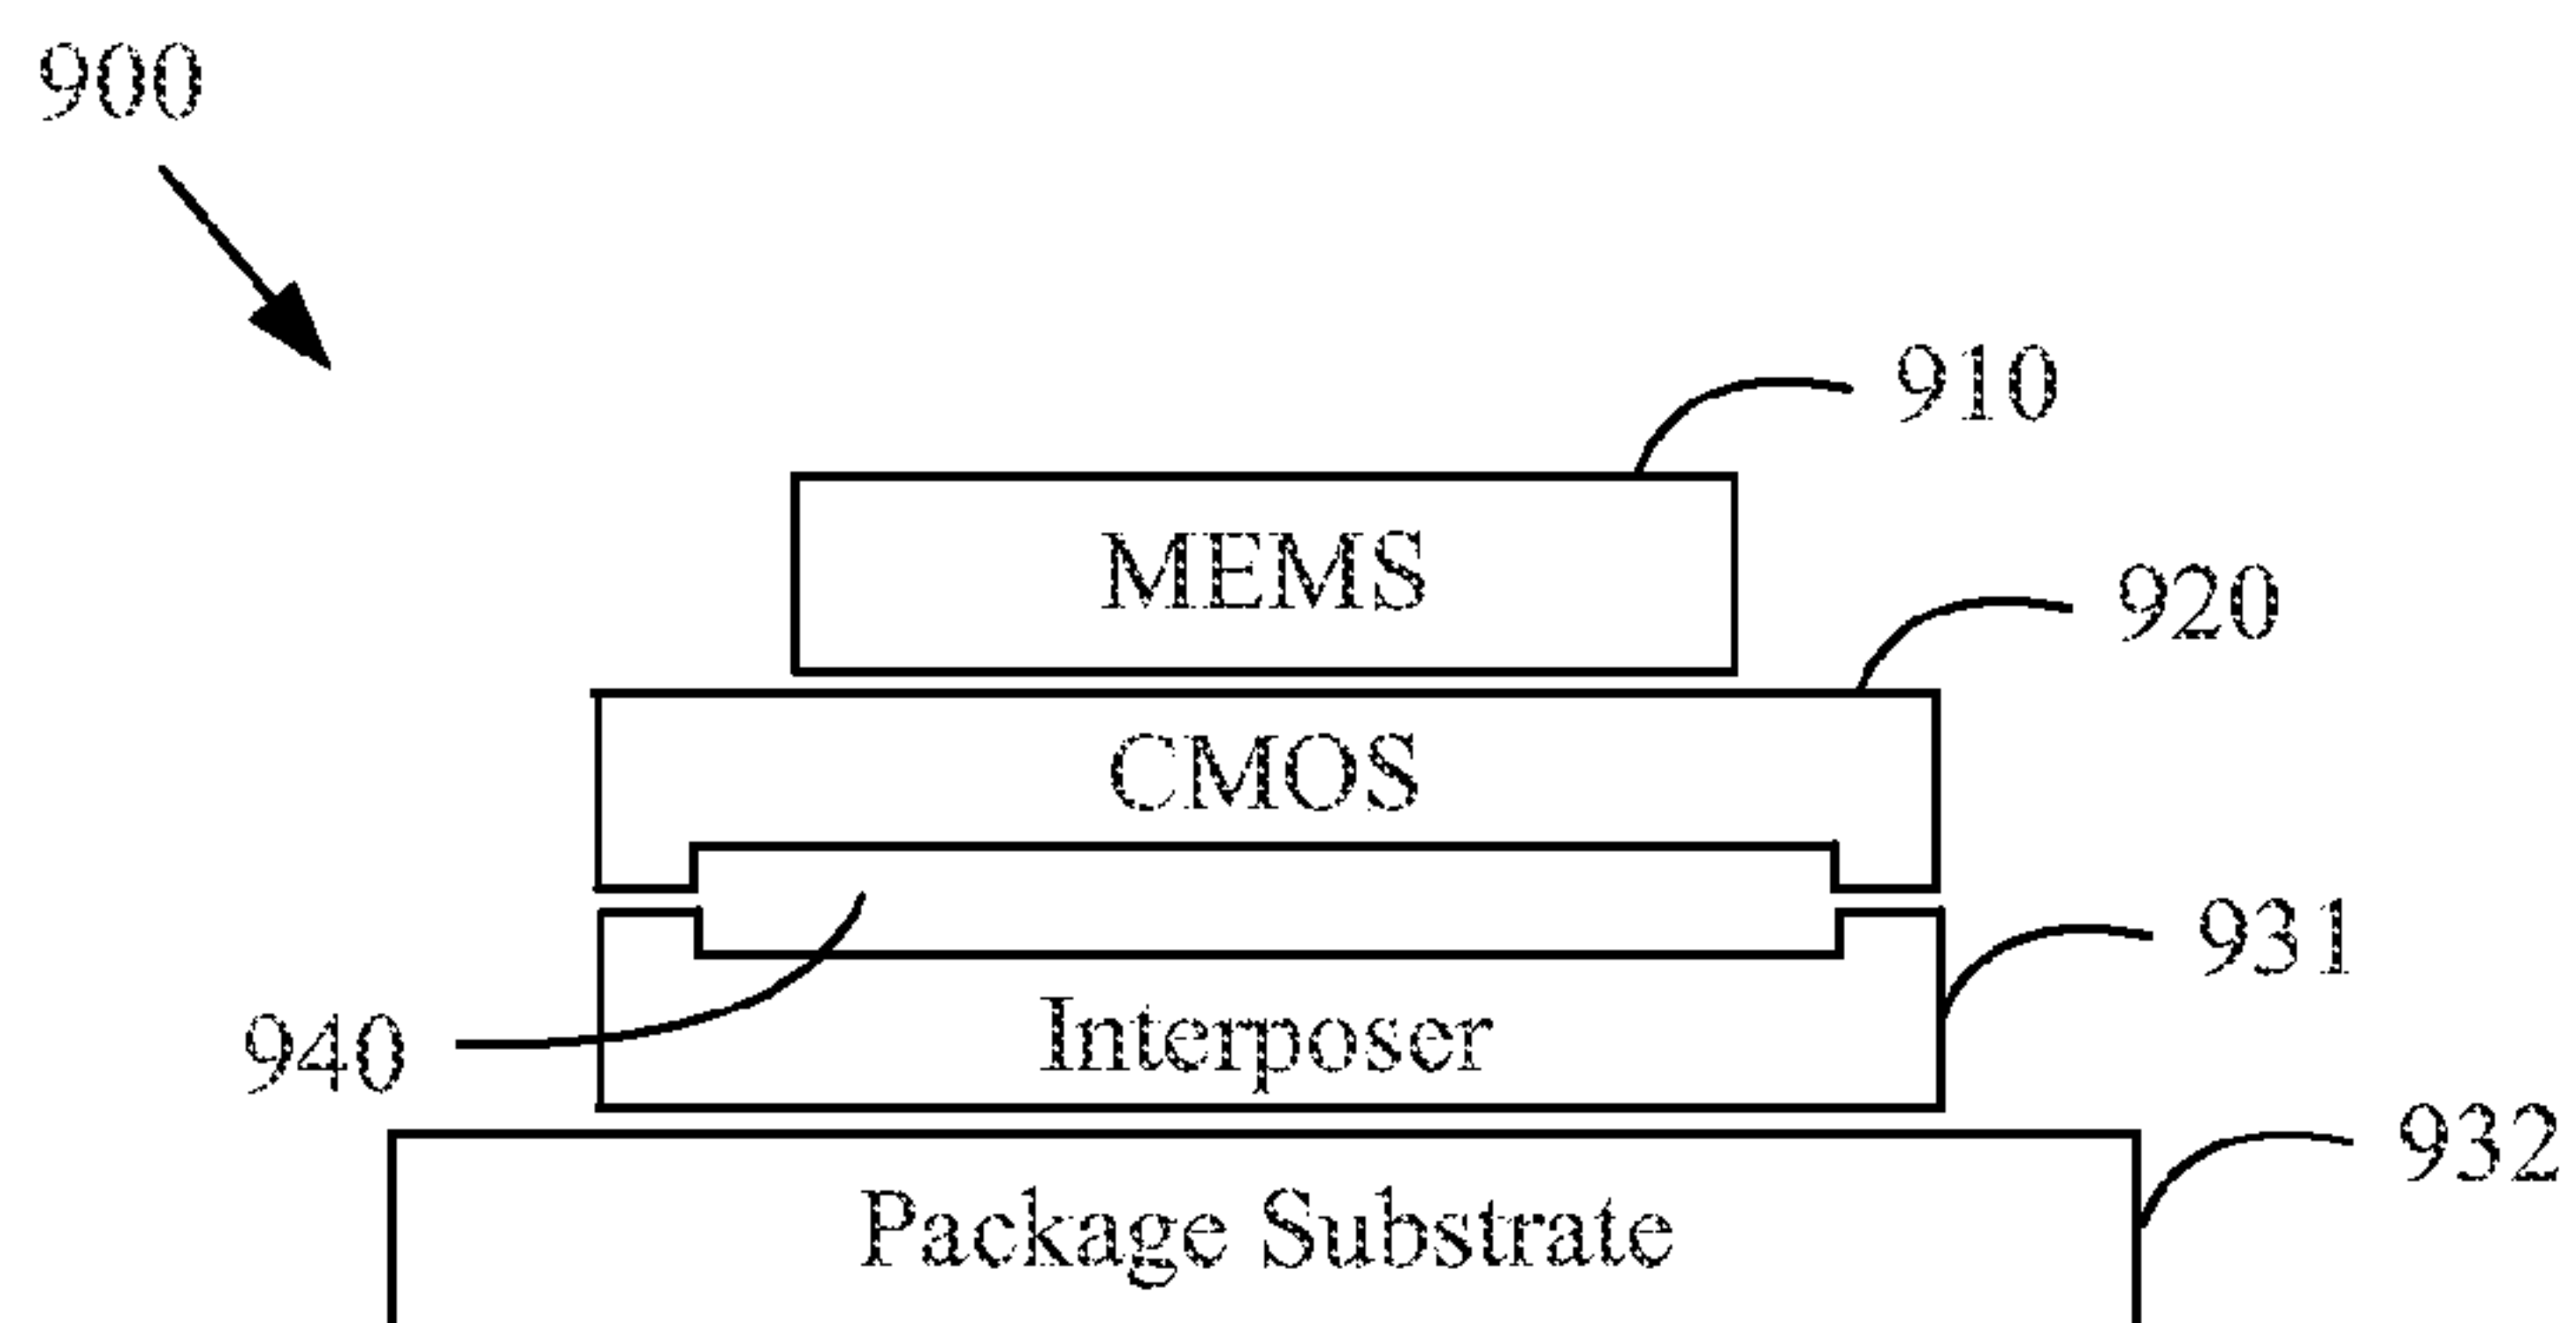 900
910
MEMS
920
CMOS
931
940
Interposer
932
Package Substrate